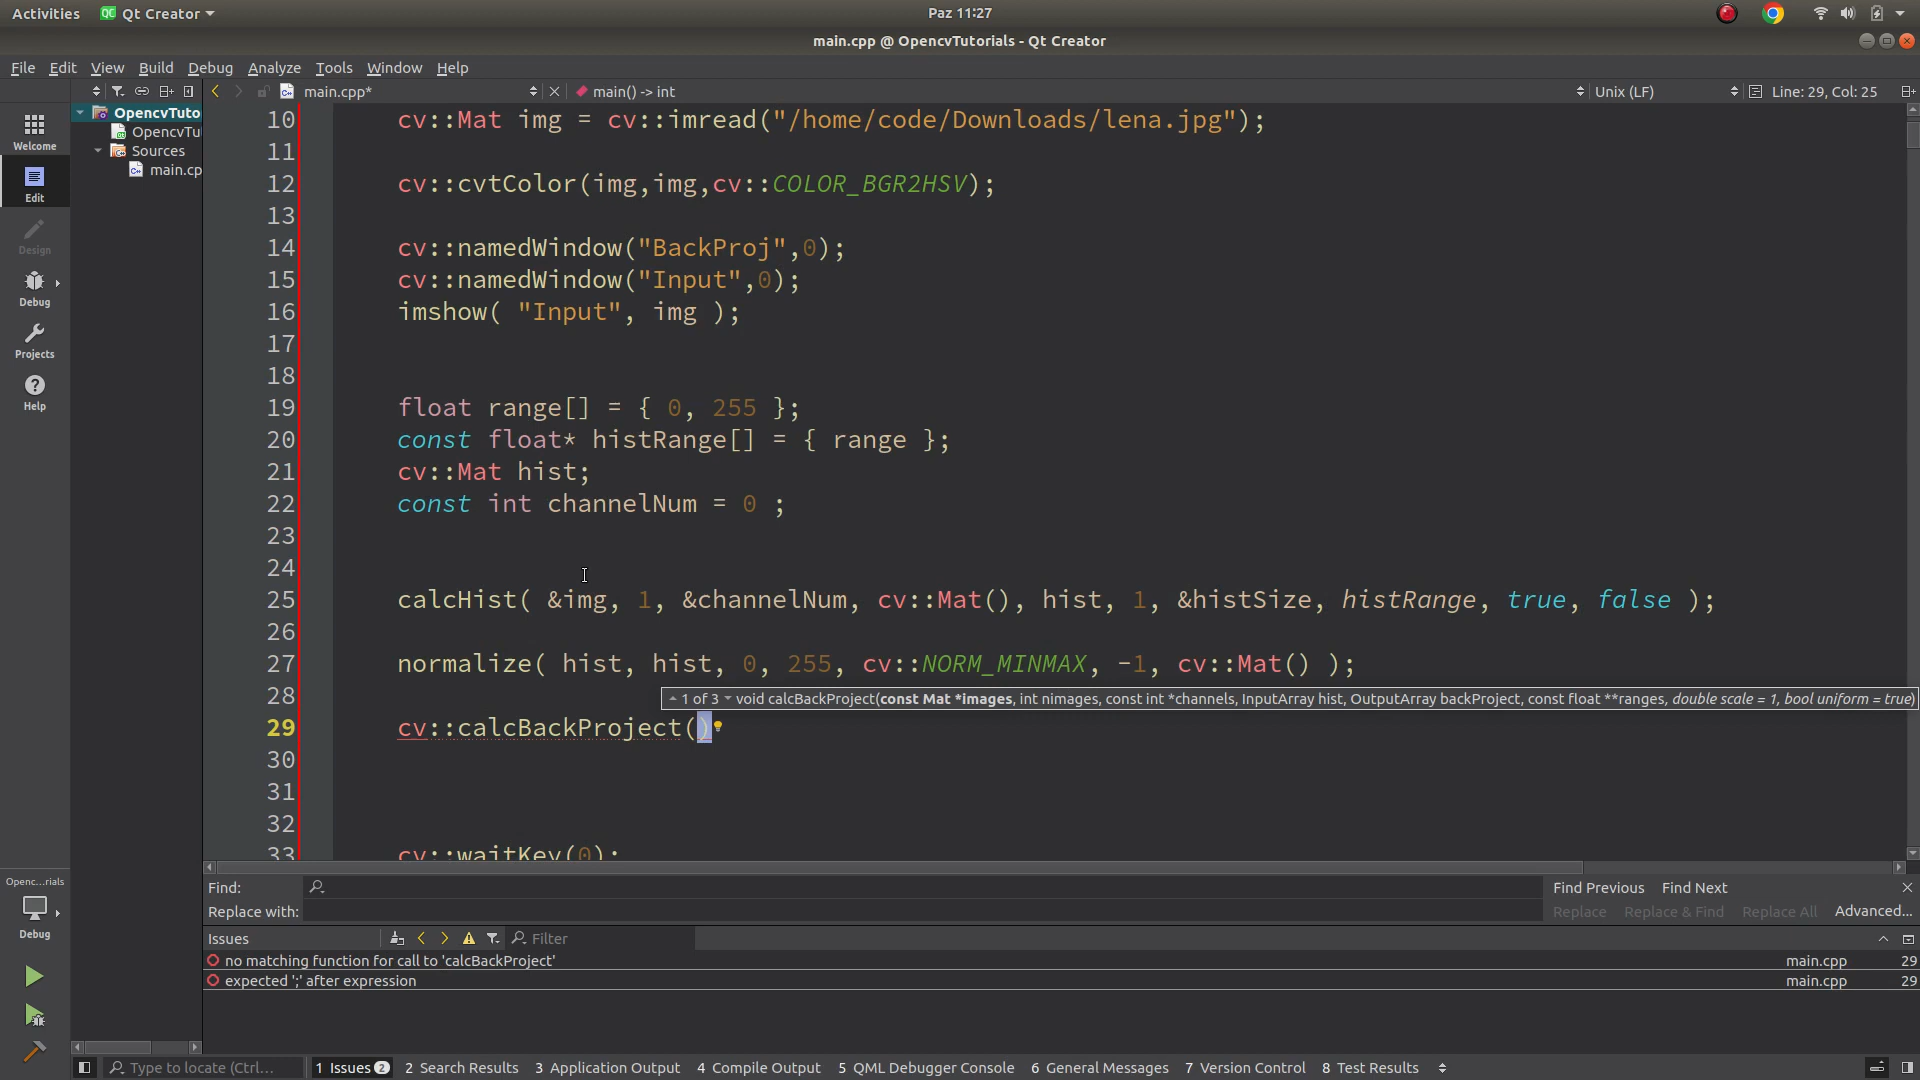 Activities Qt Creator Paz 11:27
main.cpp @ OpencvTutorials - Qt Creator
File Edit View Build Debug Analyze Tools Window Help
main.cpp* main() -> int Unix (LF) Line: 29, Col: 25
OpencvTuto
OpencvTu
Sources
main.cp
Welcome
Edit
Design
Debug
Projects
Help
10 cv::Mat img = cv::imread("/home/code/Downloads/lena.jpg");
11
12 cv::cvtColor(img,img,cv::COLOR_BGR2HSV);
13
14 cv::namedWindow("BackProj",0);
15 cv::namedWindow("Input",0);
16 imshow( "Input", img );
17
18
19 float range[] = { 0, 255 };
20 const float* histRange[] = { range };
21 cv::Mat hist;
22 const int channelNum = 0 ;
23
24
25 calcHist( &img, 1, &channelNum, cv::Mat(), hist, 1, &histSize, histRange, true, false );
26
27 normalize( hist, hist, 0, 255, cv::NORM_MINMAX, -1, cv::Mat() );
28 1 of 3 void calcBackProject(const Mat *images, int nimages, const int *channels, InputArray hist, OutputArray backProject, const float **ranges, double scale = 1, bool uniform = true)
29 cv::calcBackProject()
30
31
32
33 cv::waitKey(0);
Openc...rials
Debug
Find: Find Previous Find Next
Replace with: Replace Replace & Find Replace All Advanced...
Issues Filter
no matching function for call to 'calcBackProject' main.cpp 29
expected ';' after expression main.cpp 29
Type to locate (Ctrl... 1 Issues 2 2 Search Results 3 Application Output 4 Compile Output 5 QML Debugger Console 6 General Messages 7 Version Control 8 Test Results